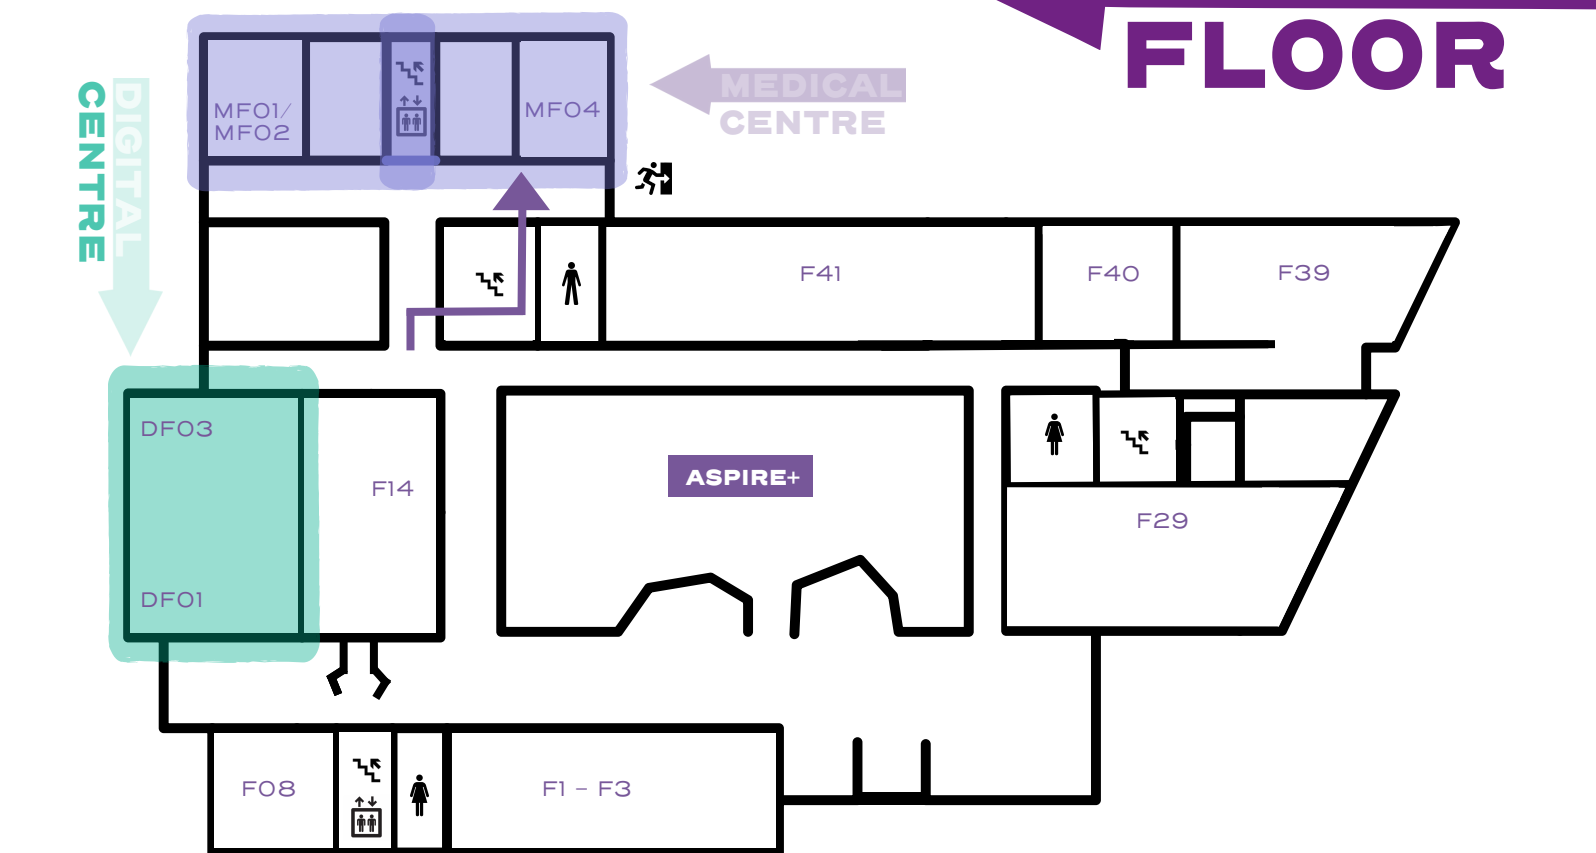 FLOOR
MEDICAL
CENTRE
DIGITAL
CENTRE
MF01/
MF02
MF04
F41
F40
F39
DF03
F14
ASPIRE+
F29
DF01
F08
F1 – F3